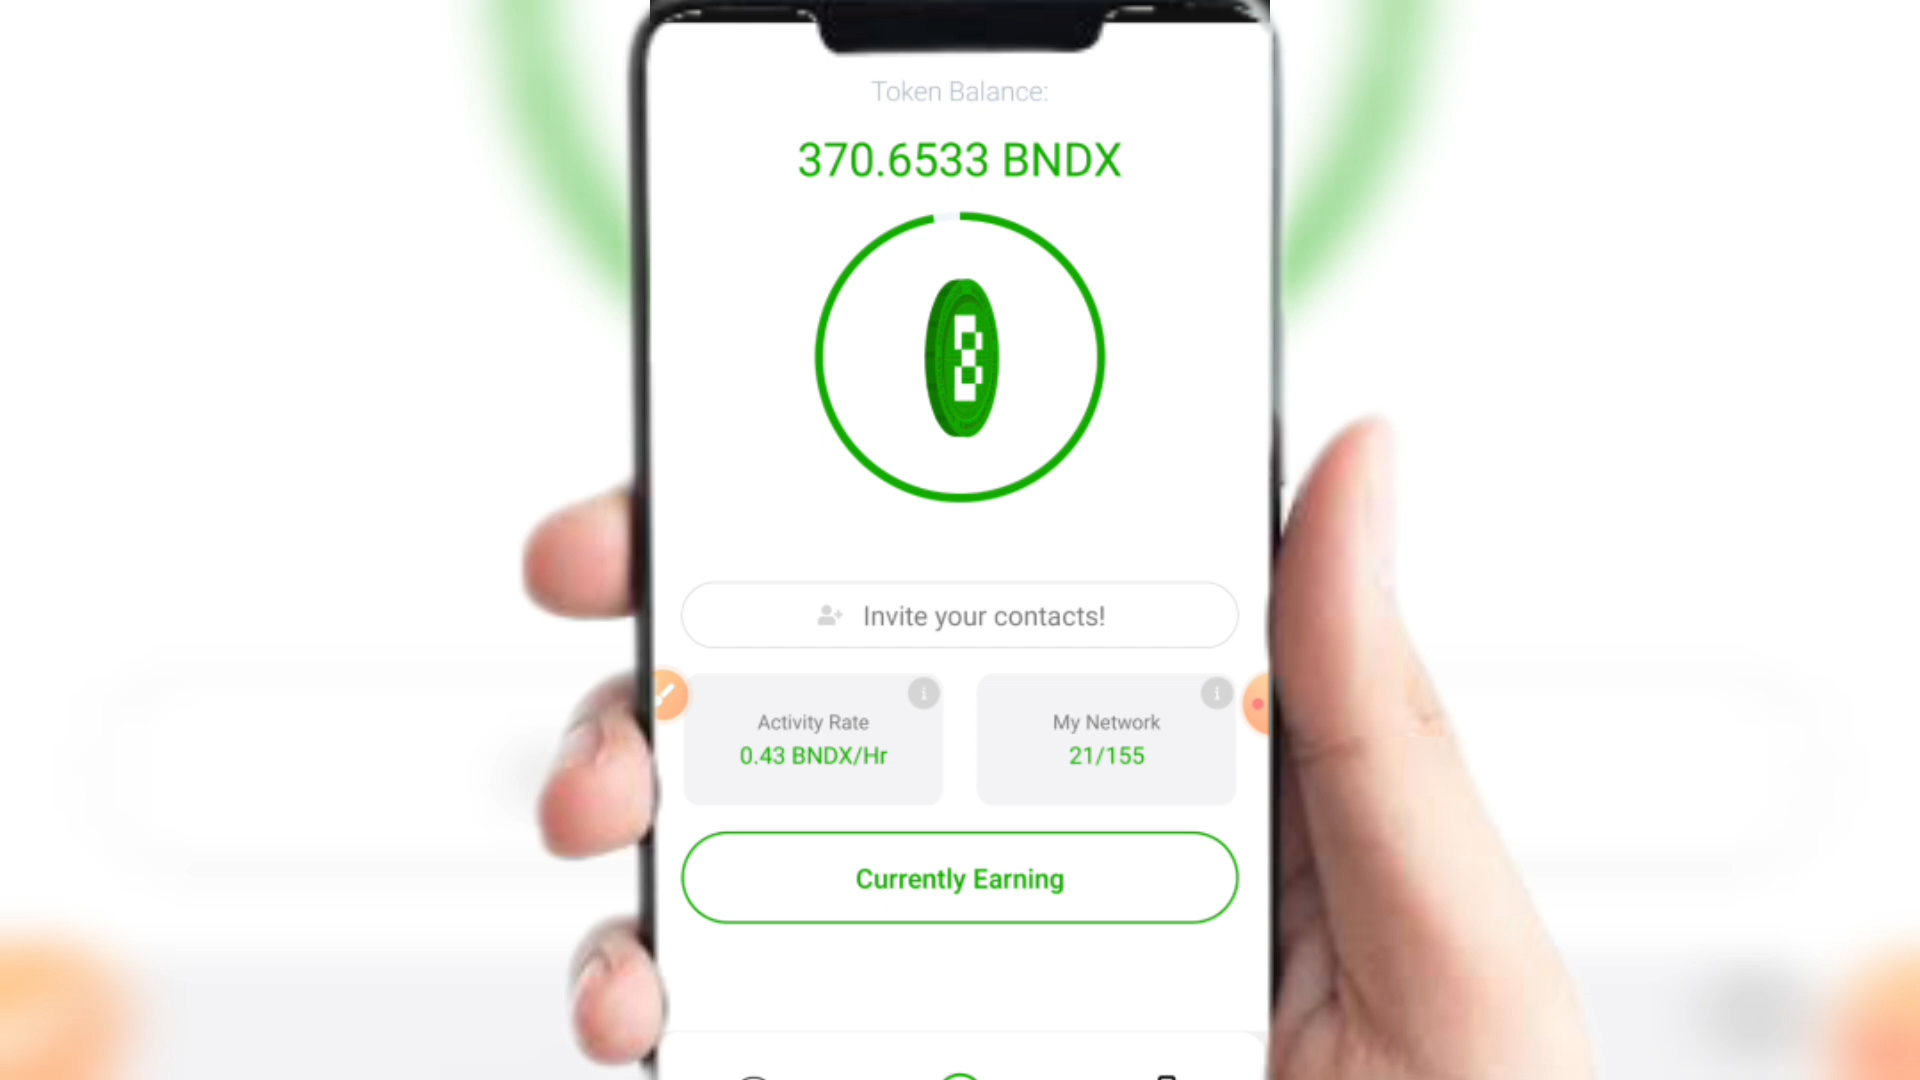 Token Balance:
370.6533 BNDX
Invite your contacts!
Activity Rate
0.43 BNDX/Hr
My Network
21/155
Currently Earning